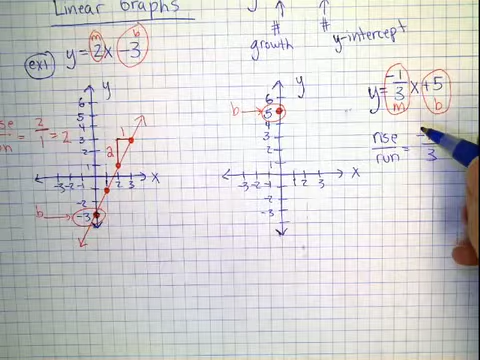 Linear Graphs
# growth
# y-intercept
ex1 y = 2x - 3
m b
y = -1/3 x + 5
m b
rise/run = 2/1 = 2
rise/run = -1/3
y
6
5
4
3
2
1
-3 -2 -1 1 2 3 x
-2
-3
b
2
1
y
6
5
4
3
2
1
-3 -2 -1 1 2 3 x
-2
-3
b